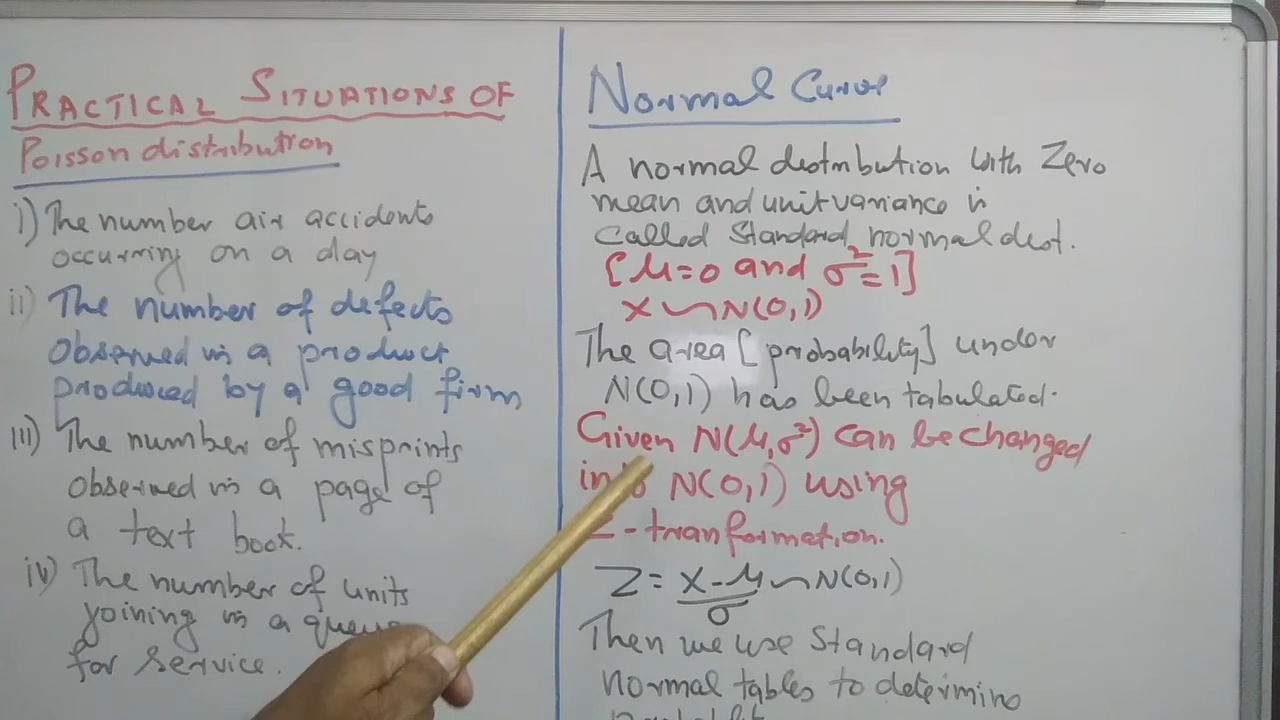 PRACTICAL SITUATIONS OF
Poisson distribution
i) The number air accidents
occurring on a day
ii) The number of defects
observed in a product
produced by a good firm
iii) The number of misprints
observed in a page of
a text book.
iv) The number of units
joining in a queue
for service.
Normal Curve
A normal distribution with Zero
mean and unit variance is
called Standard normal dist.
[μ=0 and σ²=1]
X ∽ N(0,1)
The area [probability] under
N(0,1) has been tabulated.
Given N(μ,σ²) can be changed
into N(0,1) using
Z-tranformation.
Z = X-μ/σ ∽ N(0,1)
Then we use Standard
normal tables to determine